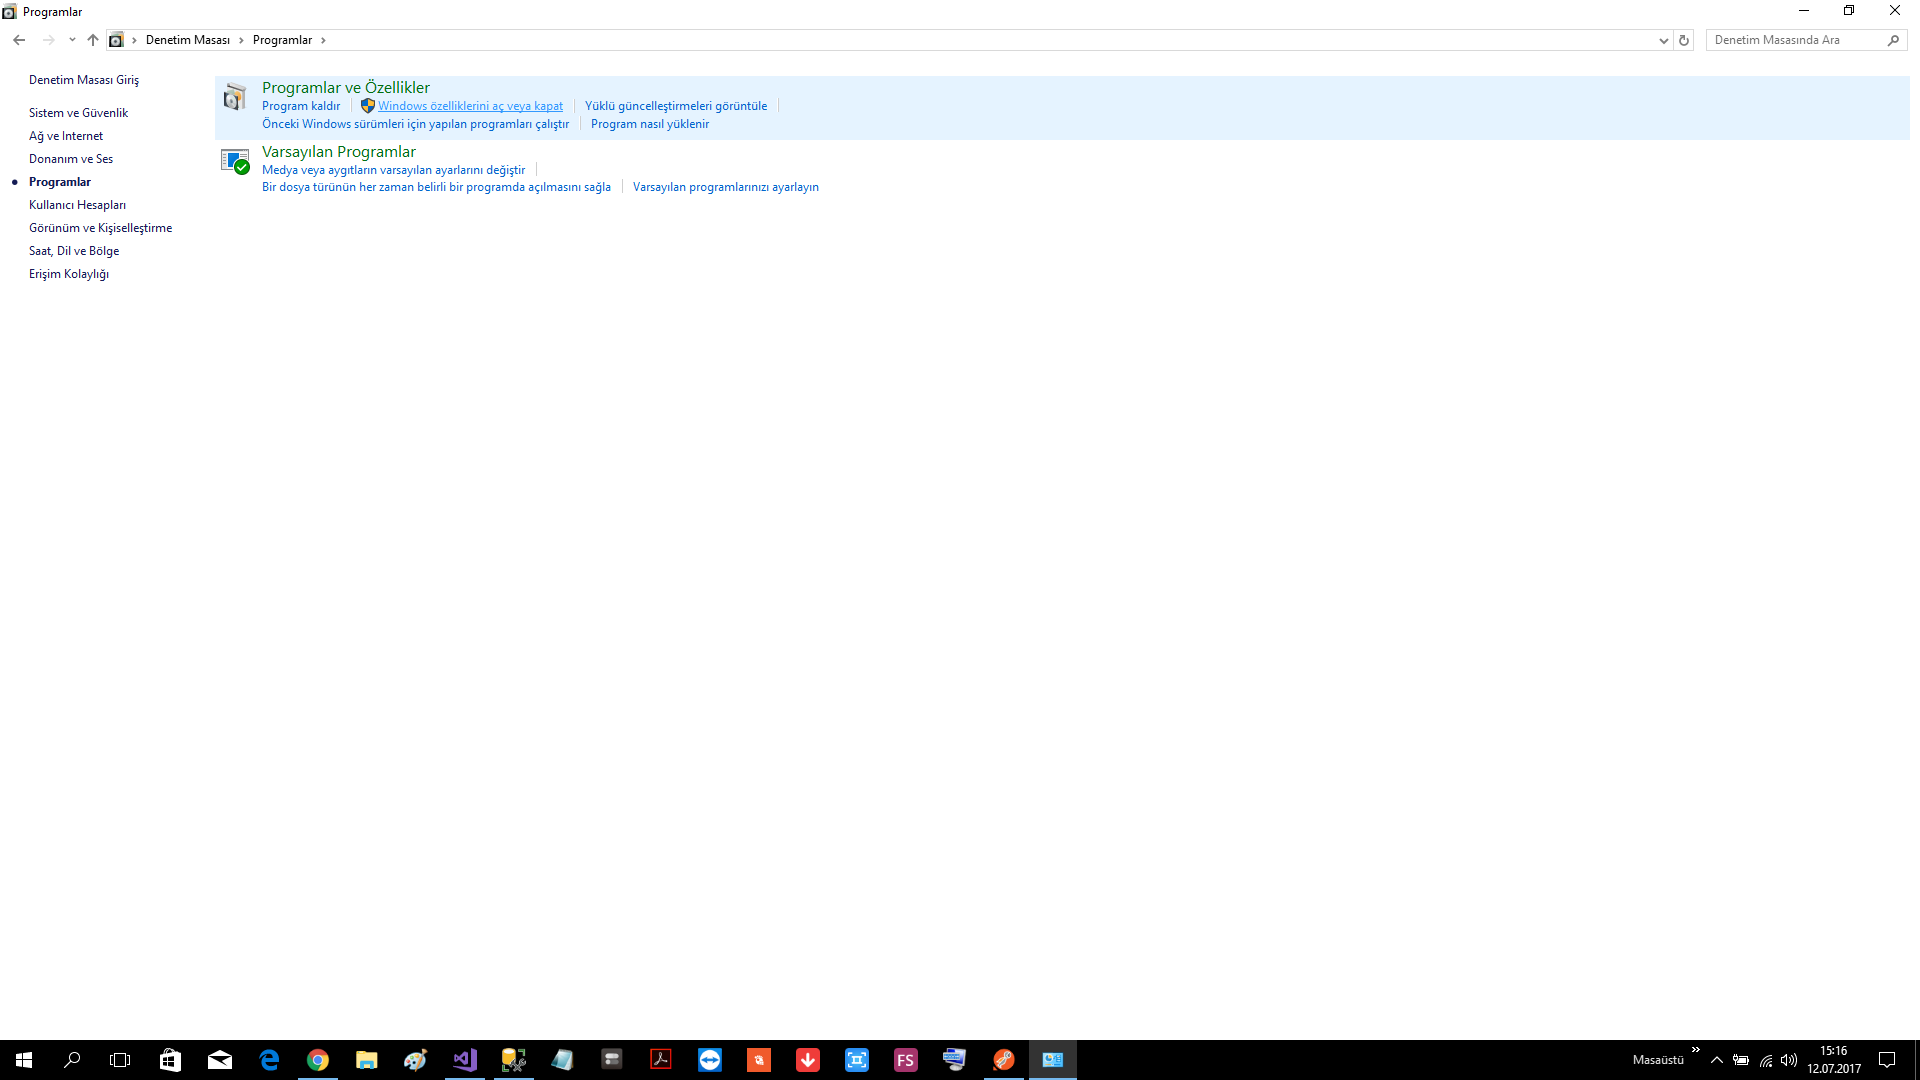 Programlar
Denetim Masası Programlar
Denetim Masasında Ara
Denetim Masası Giriş
Sistem ve Güvenlik
Ağ ve Internet
Donanım ve Ses
Programlar
Kullanıcı Hesapları
Görünüm ve Kişiselleştirme
Saat, Dil ve Bölge
Erişim Kolaylığı
Programlar ve Özellikler
Program kaldır Windows özelliklerini aç veya kapat Yüklü güncelleştirmeleri görüntüle
Önceki Windows sürümleri için yapılan programları çalıştır Program nasıl yüklenir
Varsayılan Programlar
Medya veya aygıtların varsayılan ayarlarını değiştir
Bir dosya türünün her zaman belirli bir programda açılmasını sağla Varsayılan programlarınızı ayarlayın
FS
Masaüstü
15:16
12.07.2017